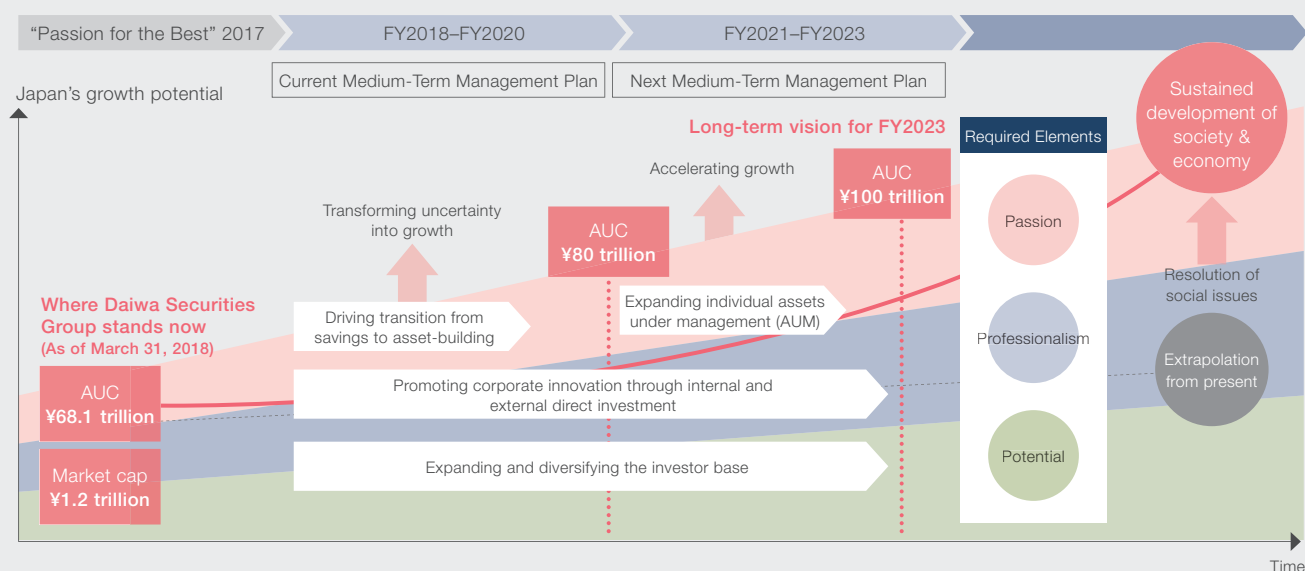 “Passion for the Best” 2017
FY2018–FY2020
FY2021–FY2023
Current Medium-Term Management Plan
Next Medium-Term Management Plan
Japan’s growth potential
Long-term vision for FY2023
Sustained
development of
society &
economy
Required Elements
Accelerating growth
AUC
¥100 trillion
Transforming uncertainty
into growth
AUC
¥80 trillion
Passion
Where Daiwa Securities
Group stands now
(As of March 31, 2018)
Driving transition from
savings to asset-building
Expanding individual assets
under management (AUM)
Resolution of
social issues
Professionalism
AUC
¥68.1 trillion
Promoting corporate innovation through internal and
external direct investment
Extrapolation
from present
Market cap
¥1.2 trillion
Expanding and diversifying the investor base
Potential
Time